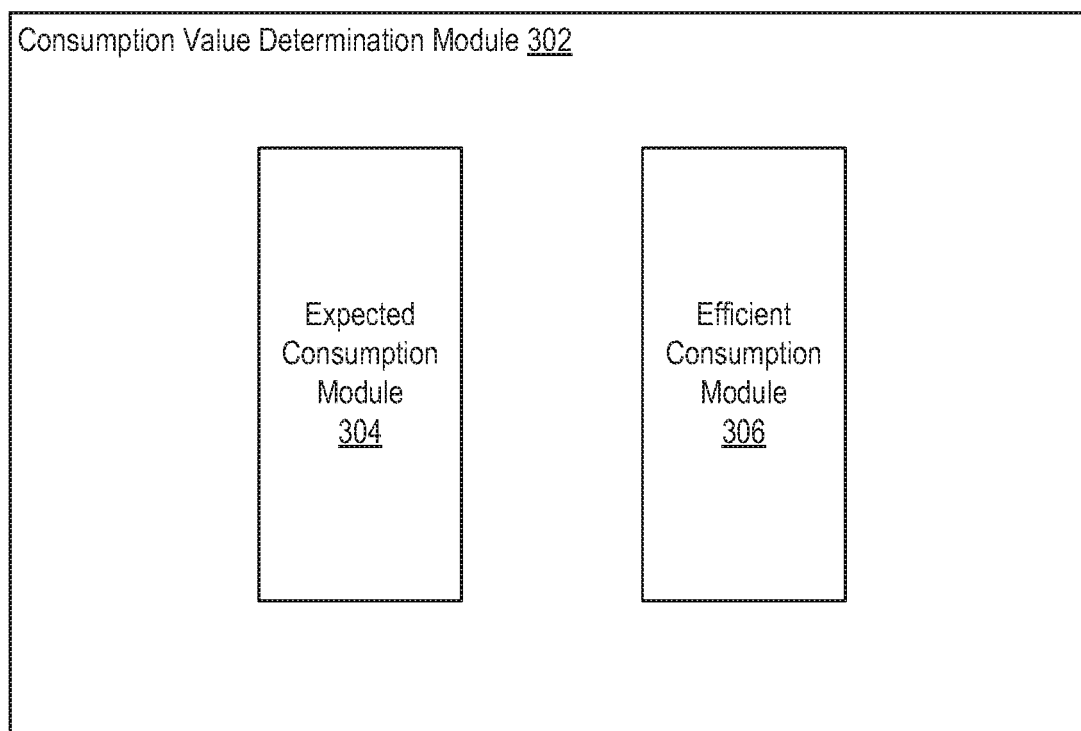 Consumption Value Determination Module 302
Expected
Consumption
Module
304
Efficient
Consumption
Module
306